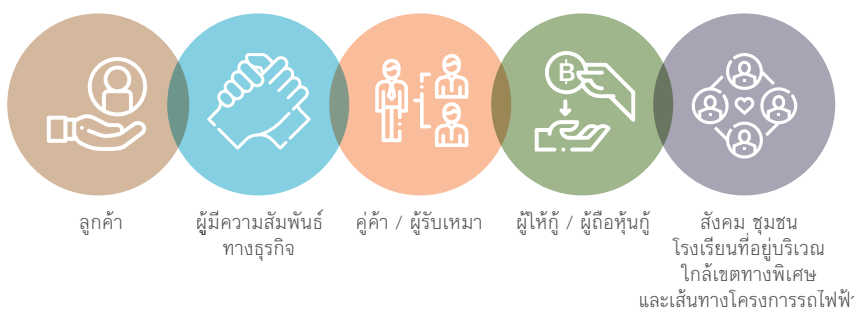 ลูกค้า
ผู้มีความสัมพันธ์
ทางธุรกิจ
คู่ค้า / ผู้รับเหมา
ผู้ให้กู้ / ผู้ถือหุ้นกู้
สังคม ชุมชน
โรงเรียนที่อยู่บริเวณ
ใกล้เขตทางพิเศษ
และเส้นทางโครงการรถไฟฟ้า